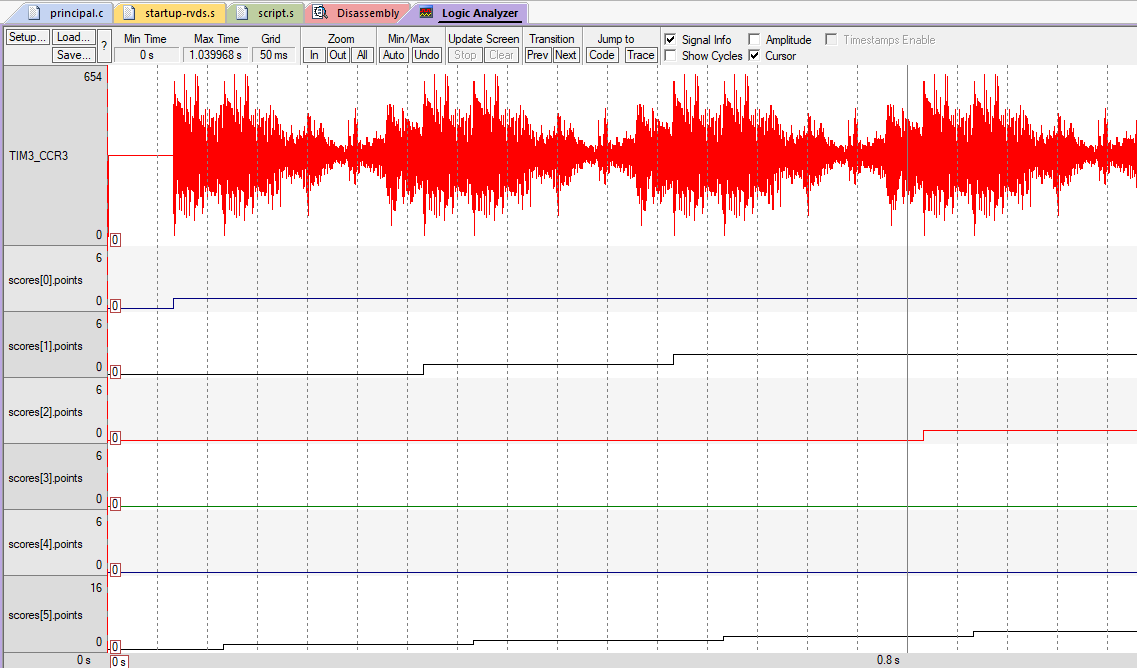 principal.c startup-rvds.s script.s Disassembly Logic Analyzer
Setup... Load... ? Min Time Max Time Grid Zoom Min/Max Update Screen Transition Jump to Signal Info Amplitude Timestamps Enable
Save... 0 s 1.039968 s 50 ms In Out All Auto Undo Stop Clear Prev Next Code Trace Show Cycles Cursor
654
TIM3_CCR3
0 0
6
scores[0].points
0 0
6
scores[1].points
0 0
6
scores[2].points
0 0
6
scores[3].points
0 0
6
scores[4].points
0 0
16
scores[5].points
0 0
0 s 0 s 0.8 s